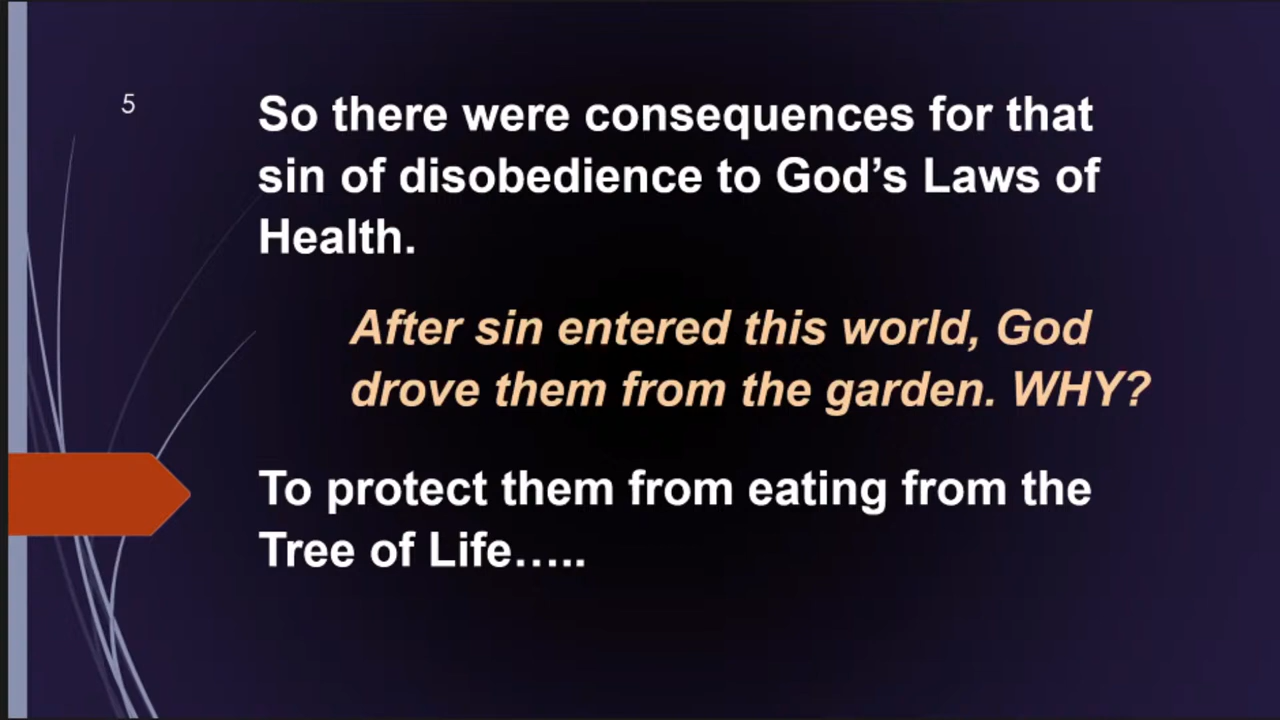 5
So there were consequences for that
sin of disobedience to God’s Laws of
Health.
After sin entered this world, God
drove them from the garden. WHY?
To protect them from eating from the
Tree of Life…..